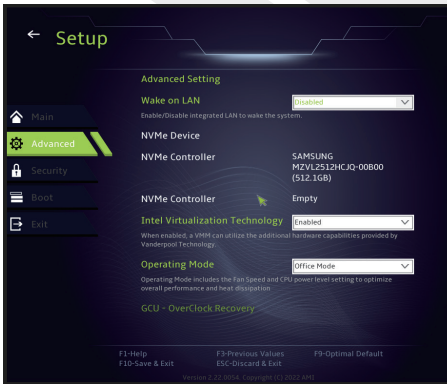 ← Setup
Advanced Setting
Wake on LAN
Disabled
Enable/Disable integrated LAN to wake the system.
Main
NVMe Device
Advanced
NVMe Controller
SAMSUNG
MZVL2512HCJQ-00B00
(512.1GB)
Security
Boot
NVMe Controller
Empty
Exit
Intel Virtualization Technology
Enabled
When enabled, a VMM can utilize the additional hardware capabilities provided by
Vanderpool Technology.
Operating Mode
Office Mode
Operating Mode includes the Fan Speed and CPU power level setting to optimize
overall performance and heat dissipation
GCU - OverClock Recovery
F1-Help
F3-Previous Values
F9-Optimal Default
F10-Save & Exit
ESC-Discard & Exit
Version 2.22.0054. Copyright (C) 2022 AMI